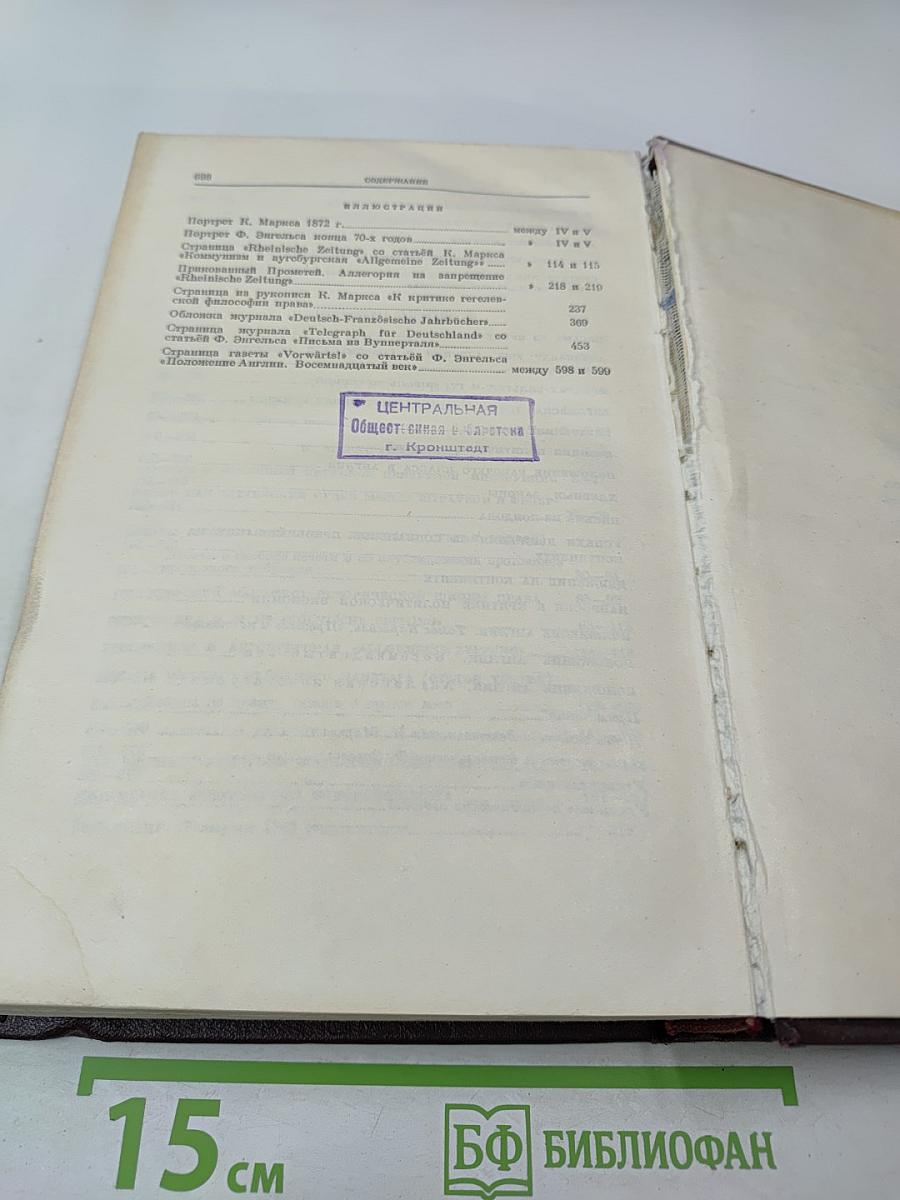 698
СОДЕРЖАНИЕ
ИЛЛЮСТРАЦИИ
Портрет К. Маркса 1872 г. между IV и V
Портрет Ф. Энгельса конца 70-х годов » IV и V
Страница «Rheinische Zeitung» со статьёй К. Маркса
«Коммунизм и аугсбургская «Allgemeine Zeitung»» » 114 и 115
Прикованный Прометей. Аллегория на запрещение
«Rheinische Zeitung» » 218 и 219
Страница из рукописи К. Маркса «К критике гегелев-
ской философии права» 237
Обложка журнала «Deutsch-Französische Jahrbücher» 369
Страница журнала «Telegraph für Deutschland» со
статьёй Ф. Энгельса «Письма из Вупперталя» 453
Страница газеты «Vorwärts!» со статьёй Ф. Энгельса
«Положение Англии. Восемнадцатый век» между 598 и 599
ЦЕНТРАЛЬНАЯ
Общественная
г. Кронштадт
15 см
БФ БИБЛИОФАН